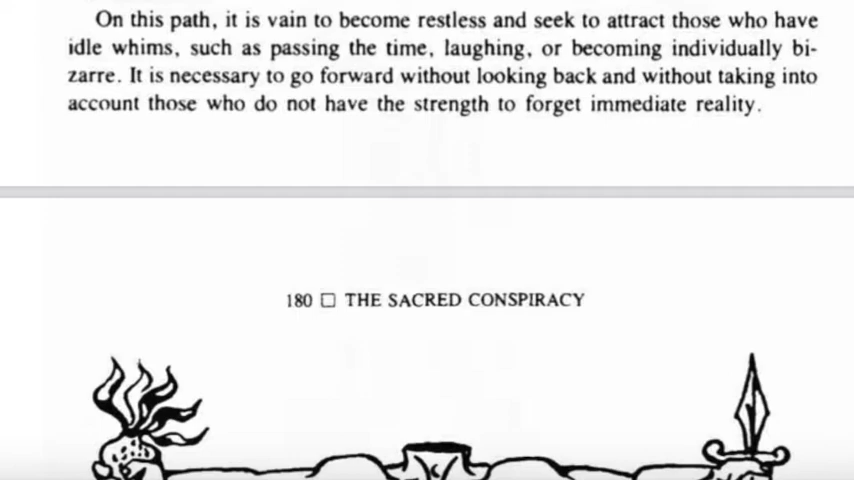 On this path, it is vain to become restless and seek to attract those who have
idle whims, such as passing the time, laughing, or becoming individually bi-
zarre. It is necessary to go forward without looking back and without taking into
account those who do not have the strength to forget immediate reality.
180 □ THE SACRED CONSPIRACY